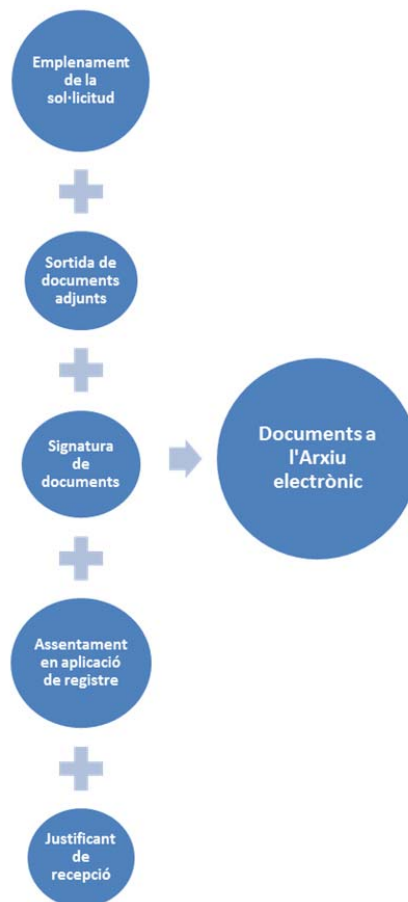 Emplenament
de la
sol·licitud
Sortida de
documents
adjunts
Signatura
de
documents
Documents a
l'Arxiu
electrònic
Assentament
en aplicació
de registre
Justificant
de
recepció